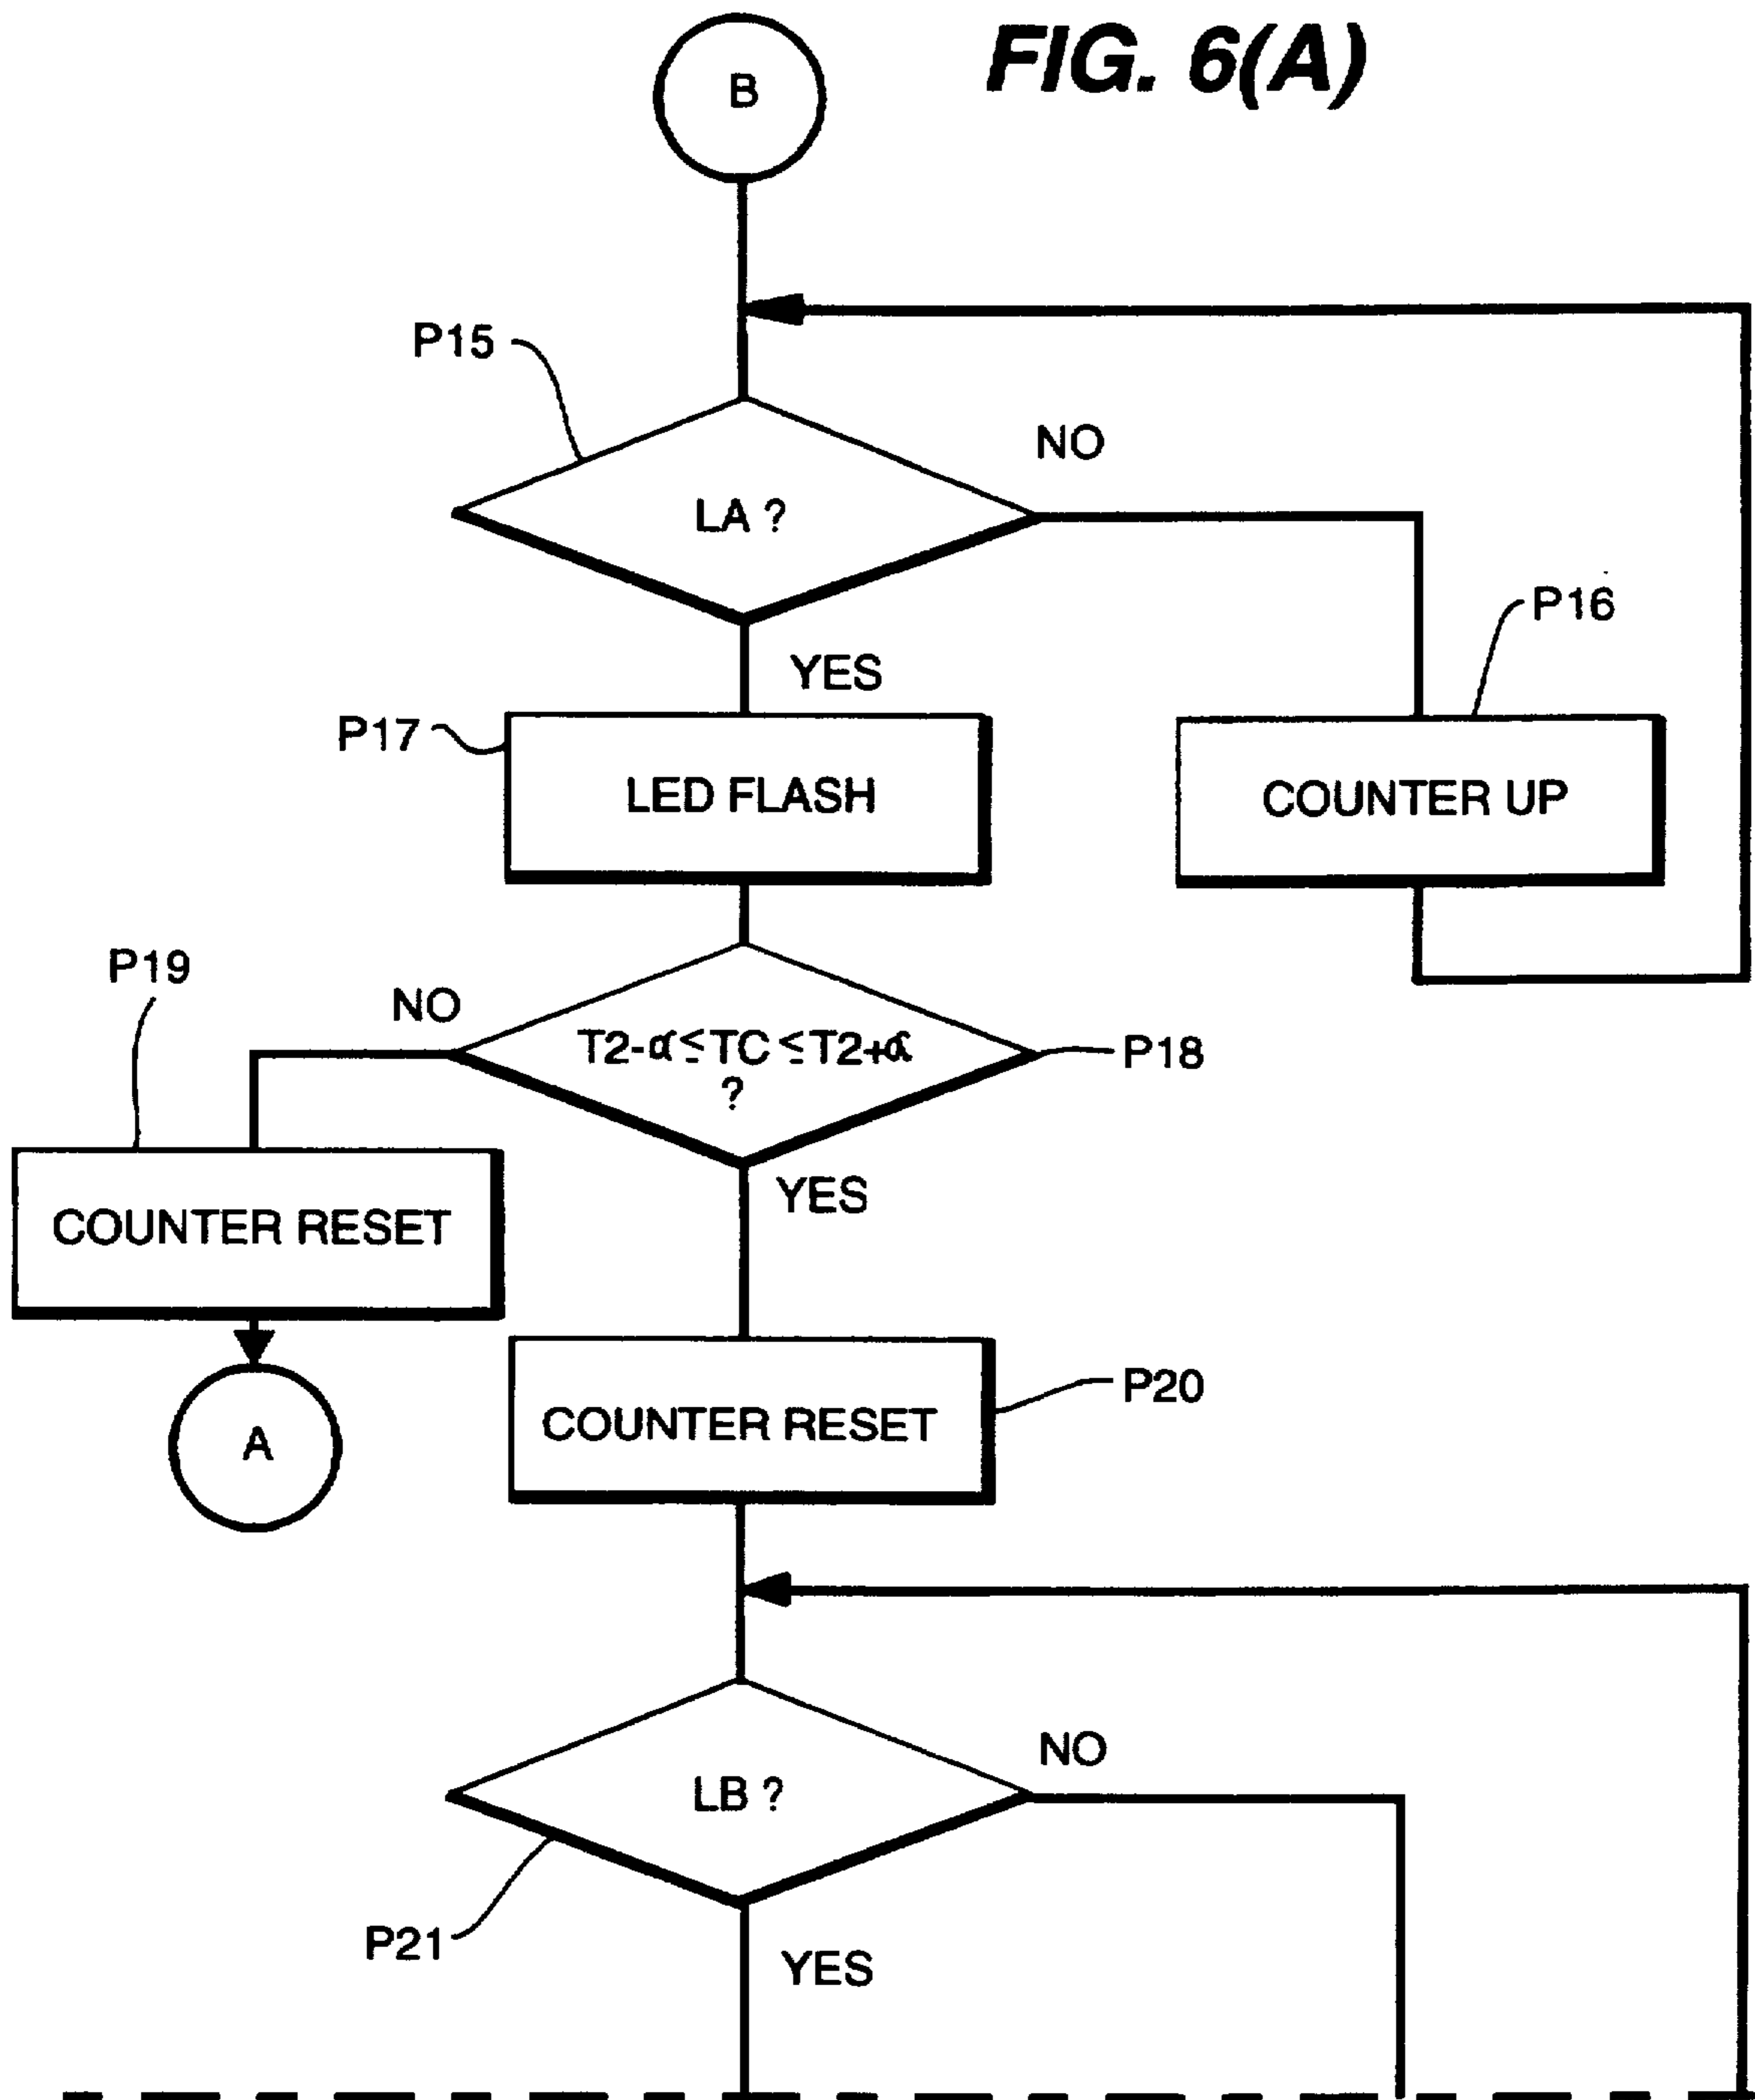 FIG. 6(A)
B
P15
NO
LA ?
P16
YES
P17
LED FLASH
COUNTER UP
P19
NO
T2-α≤TC≤T2+α
?
P18
YES
COUNTER RESET
P20
A
COUNTER RESET
NO
LB ?
P21
YES